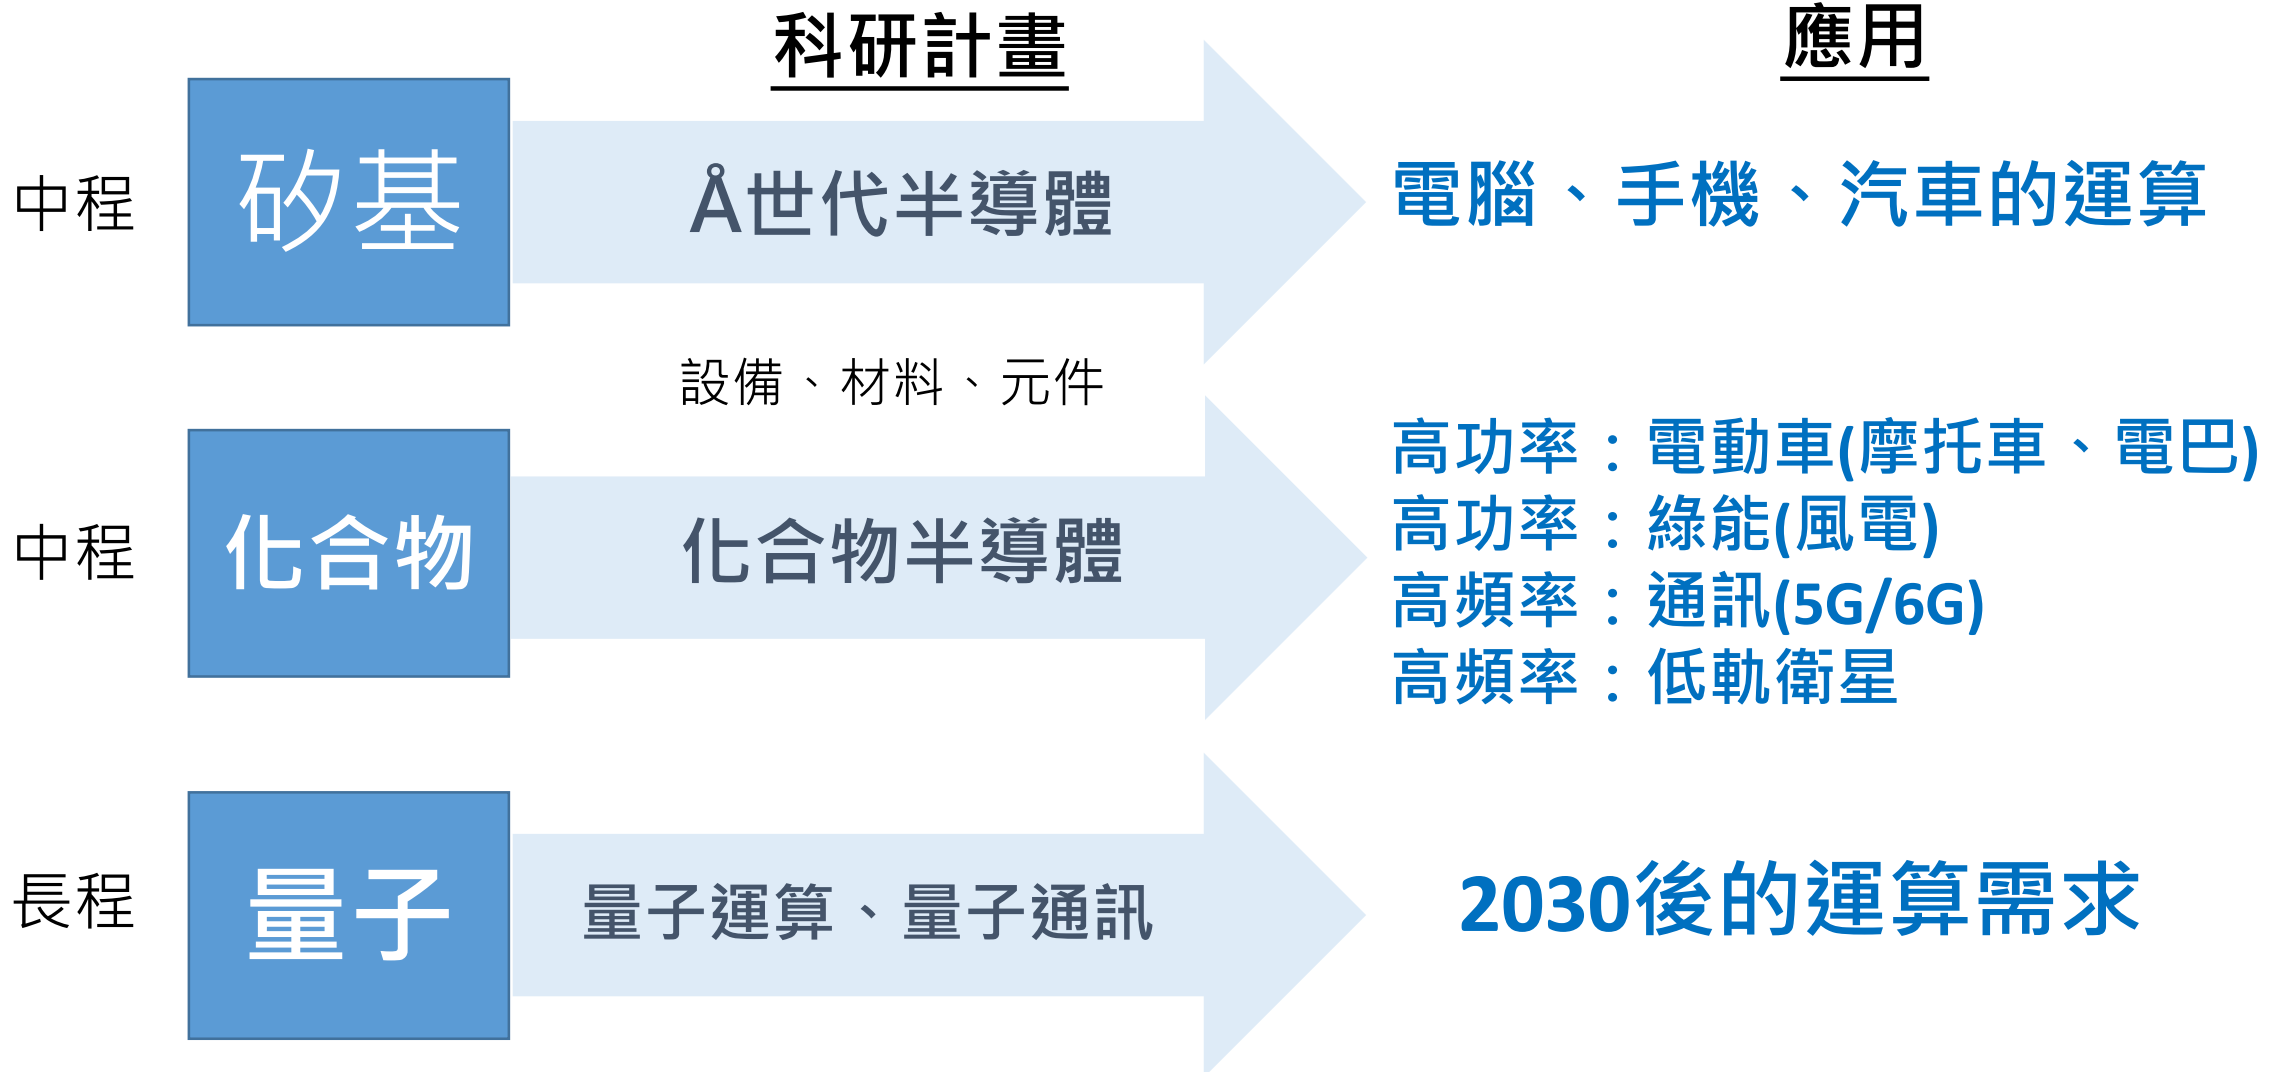 科研計畫
應用
中程
矽基
Å世代半導體
電腦、手機、汽車的運算
設備、材料、元件
中程
化合物
化合物半導體
高功率：電動車(摩托車、電巴)
高功率：綠能(風電)
高頻率：通訊(5G/6G)
高頻率：低軌衛星
長程
量子
量子運算、量子通訊
2030後的運算需求